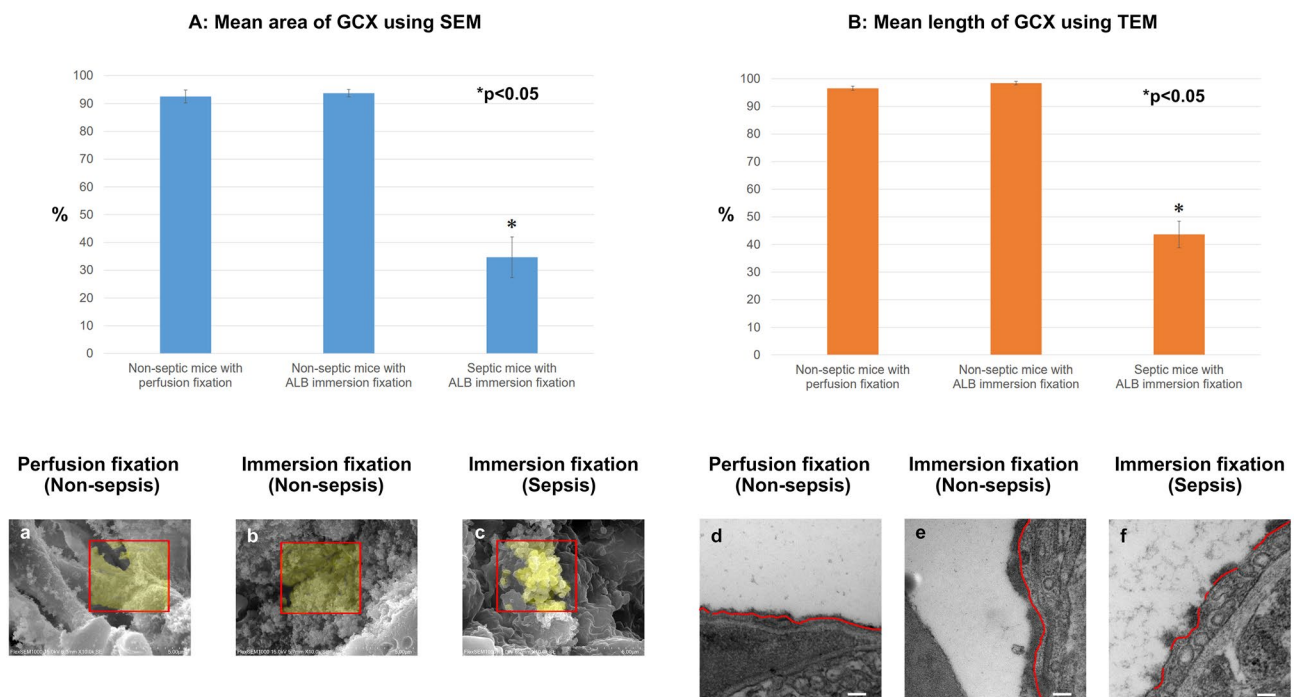 A: Mean area of GCX using SEM
100
90
80
70
60
50
40
30
20
10
0
%
*p<0.05
*
Non-septic mice with
perfusion fixation
Non-septic mice with
ALB immersion fixation
Septic mice with
ALB immersion fixation
B: Mean length of GCX using TEM
100
90
80
70
60
50
40
30
20
10
0
%
*p<0.05
*
Non-septic mice with
perfusion fixation
Non-septic mice with
ALB immersion fixation
Septic mice with
ALB immersion fixation
Perfusion fixation
(Non-sepsis)
Immersion fixation
(Non-sepsis)
Immersion fixation
(Sepsis)
Perfusion fixation
(Non-sepsis)
Immersion fixation
(Non-sepsis)
Immersion fixation
(Sepsis)
a
5.00µm
b
5.00µm
c
d
e
f